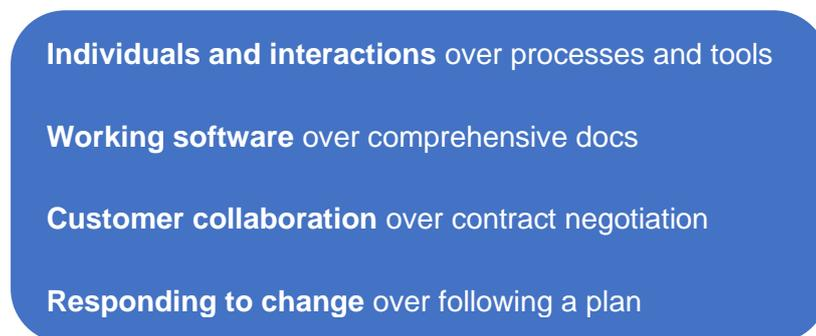 Individuals and interactions over processes and tools
Working software over comprehensive docs
Customer collaboration over contract negotiation
Responding to change over following a plan